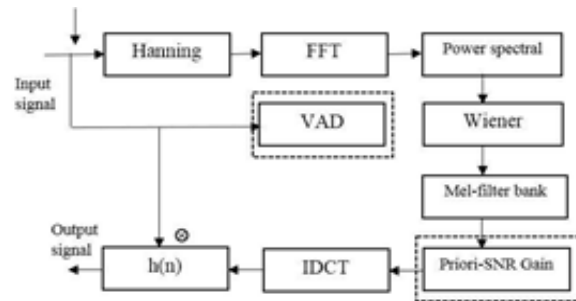 Hanning
FFT
Power spectral
Input
signal
VAD
Wiener
Mel-filter bank
Output
signal
h(n)
IDCT
Priori-SNR Gain